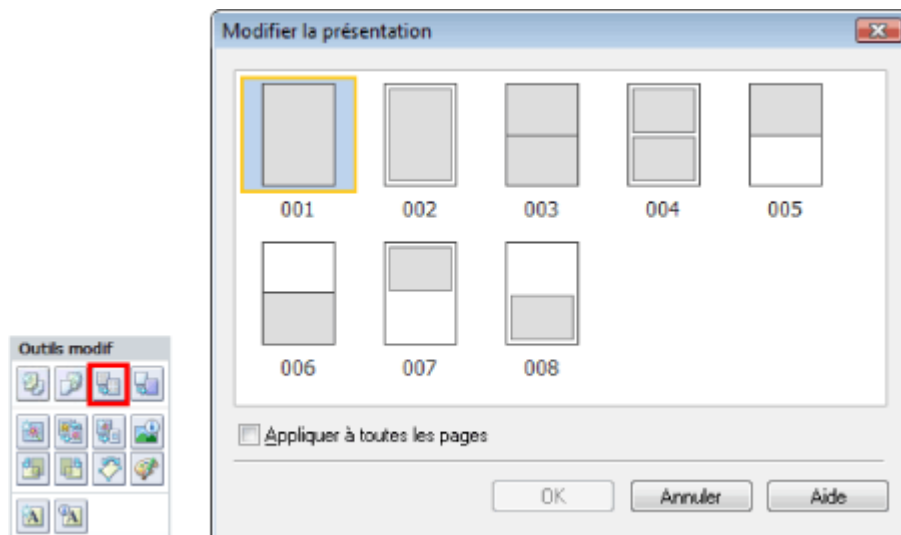 Modifier la présentation
001 002 003 004 005
006 007 008
Outils modif
Appliquer à toutes les pages
OK Annuler Aide
A A